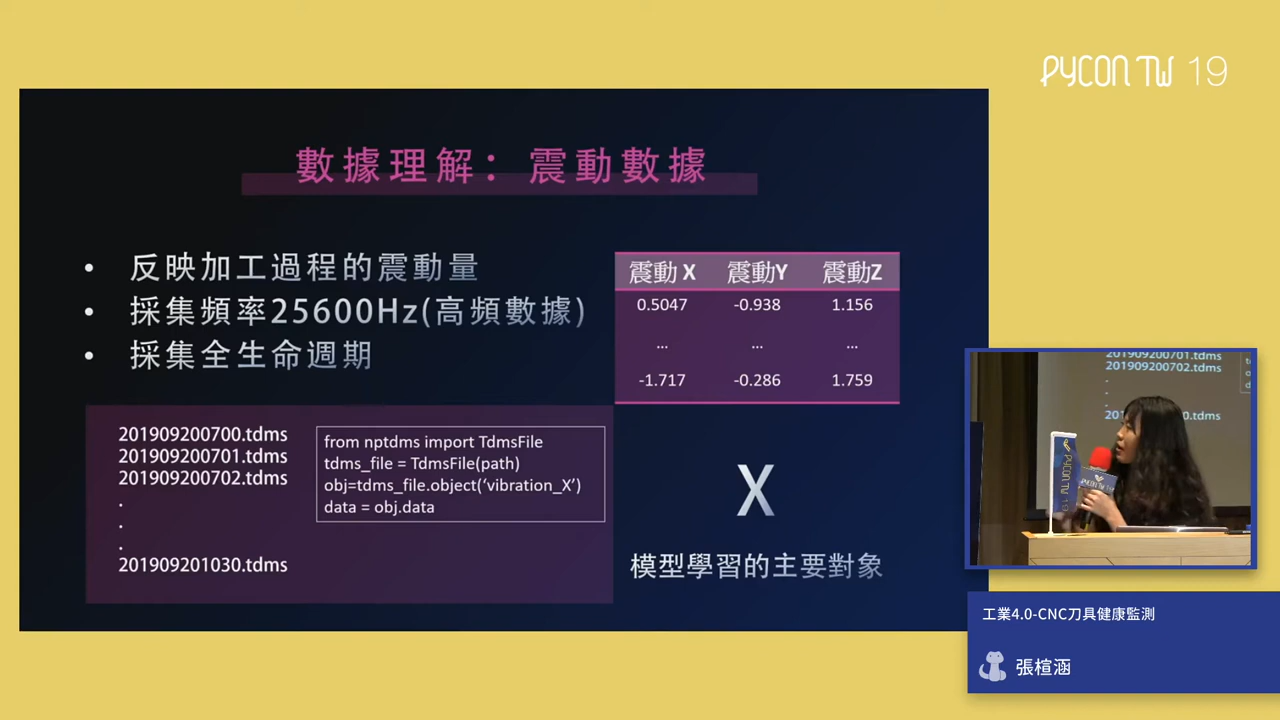 PYCON TW 19
數據理解：震動數據
• 反映加工過程的震動量
• 採集頻率25600Hz(高頻數據)
• 採集全生命週期
震動 X 震動Y 震動Z
0.5047 -0.938 1.156
... ... ...
-1.717 -0.286 1.759
201909200700.tdms
201909200701.tdms
201909200702.tdms
.
.
.
201909201030.tdms
from nptdms import TdmsFile
tdms_file = TdmsFile(path)
obj=tdms_file.object(‘vibration_X’)
data = obj.data
X
模型學習的主要對象
201909200701.tdms
201909200702.tdms
PYCON TW 19
PYCON TW
工業4.0-CNC刀具健康監測
張楦涵